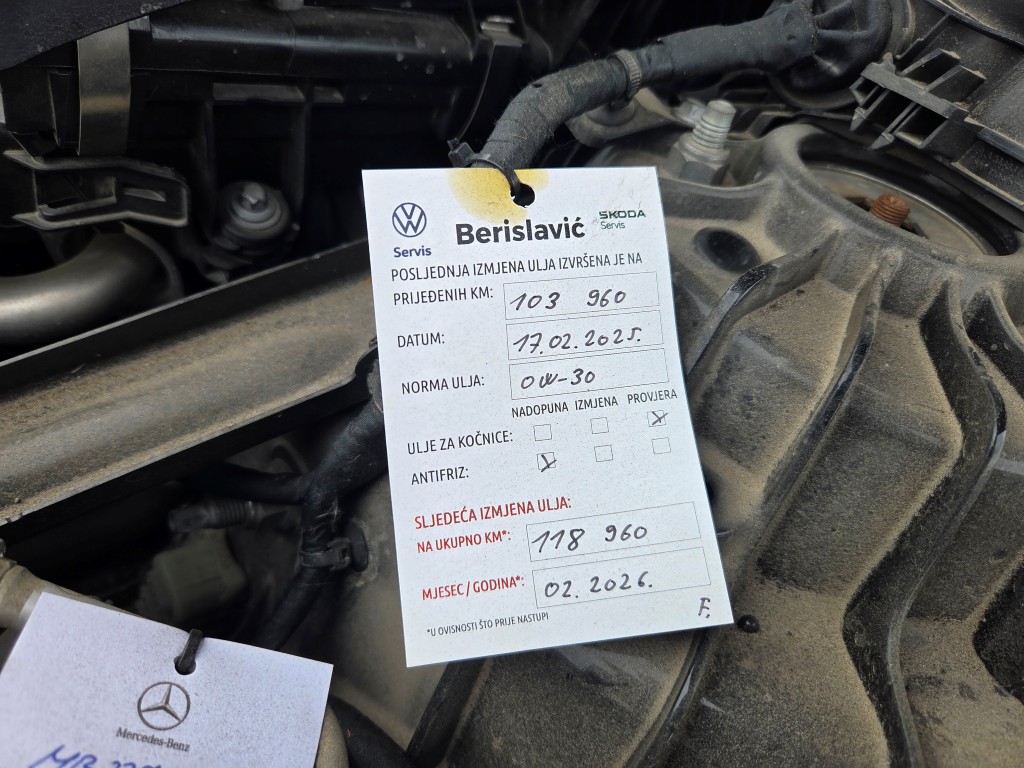 Servis
Berislavić
ŠKODA
Servis
POSLJEDNJA IZMJENA ULJA IZVRŠENA JE NA
PRIJEĐENIH KM: 103 960
DATUM: 17.02.2025.
NORMA ULJA: 0W-30
NADOPUNA IZMJENA PROVJERA
ULJE ZA KOČNICE:
ANTIFRIZ:
SLJEDEĆA IZMJENA ULJA:
NA UKUPNO KM*: 118 960
MJESEC / GODINA*: 02. 2026.
*U OVISNOSTI ŠTO PRIJE NASTUPI
F.
Mercedes-Benz
MB